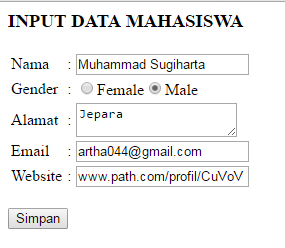 INPUT DATA MAHASISWA
Nama : Muhammad Sugiharta
Gender : Female Male
Alamat : Jepara
Email : artha044@gmail.com
Website : www.path.com/profil/CuVoV
Simpan